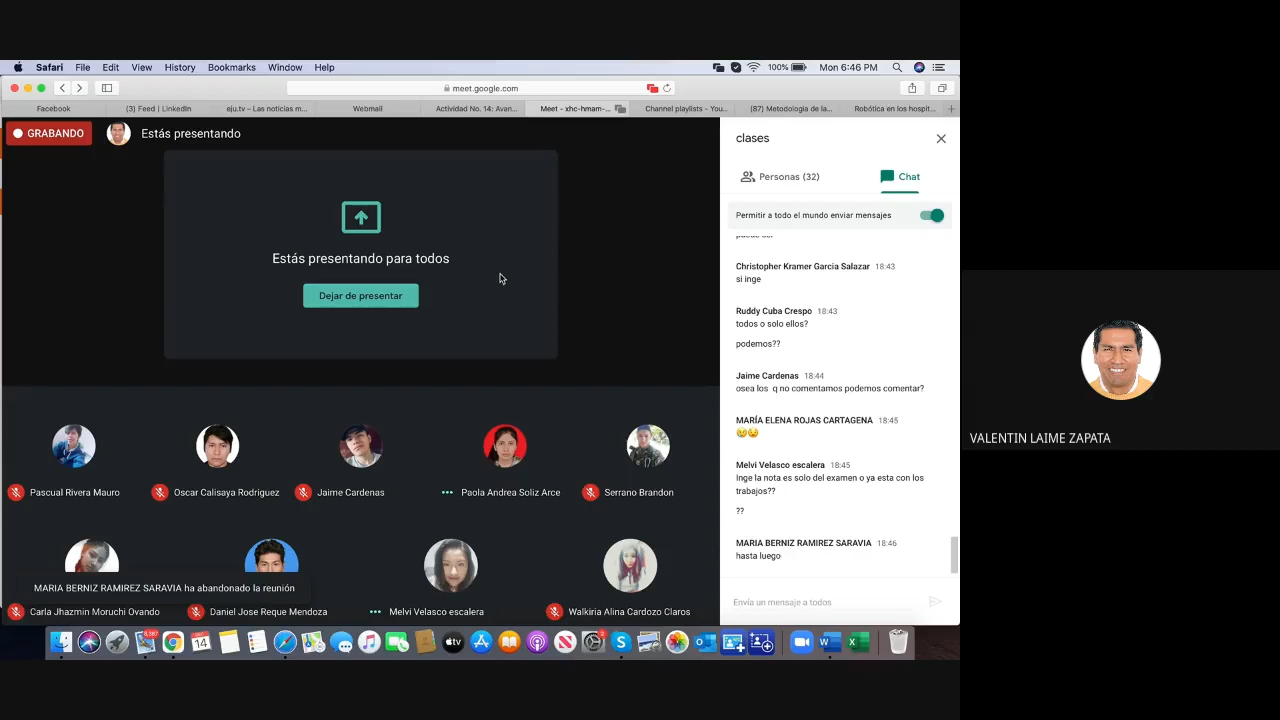 Safari File Edit View History Bookmarks Window Help
100% Mon 6:46 PM
meet.google.com
Facebook
(3) Feed | LinkedIn
eju.tv – Las noticias m...
Webmail
Actividad No. 14: Avan...
Meet - xhc-hmam-...
Channel playlists - You...
(87) Metodologia de la...
Robótica en los hospit...
GRABANDO
Estás presentando
Estás presentando para todos
Dejar de presentar
Pascual Rivera Mauro
Oscar Calisaya Rodriguez
Jaime Cardenas
Paola Andrea Soliz Arce
Serrano Brandon
MARIA BERNIZ RAMIREZ SARAVIA ha abandonado la reunión
Carla Jhazmin Moruchi Ovando
Daniel Jose Reque Mendoza
Melvi Velasco escalera
Walkiria Alina Cardozo Claros
clases
Personas (32)
Chat
Permitir a todo el mundo enviar mensajes
Christopher Kramer Garcia Salazar 18:43
si inge
Ruddy Cuba Crespo 18:43
todos o solo ellos?
podemos??
Jaime Cardenas 18:44
osea los q no comentamos podemos comentar?
MARÍA ELENA ROJAS CARTAGENA 18:45
Melvi Velasco escalera 18:45
Inge la nota es solo del examen o ya esta con los
trabajos??
??
MARIA BERNIZ RAMIREZ SARAVIA 18:46
hasta luego
Envía un mensaje a todos
8,387
14
tv
VALENTIN LAIME ZAPATA